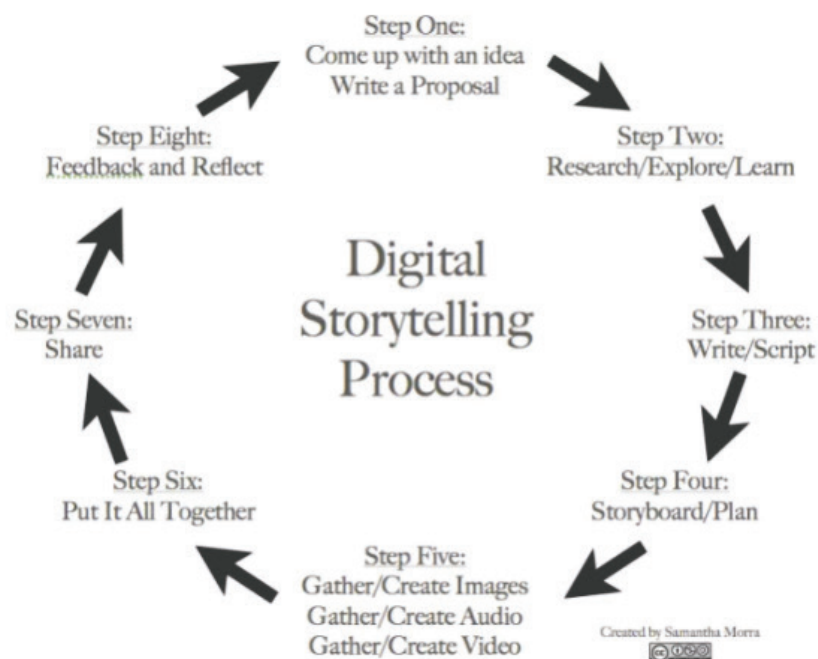 Step One:
Come up with an idea
Write a Proposal
Step Two:
Research/Explore/Learn
Step Three:
Write/Script
Step Four:
Storyboard/Plan
Step Five:
Gather/Create Images
Gather/Create Audio
Gather/Create Video
Step Six:
Put It All Together
Step Seven:
Share
Step Eight:
Feedback and Reflect
Digital
Storytelling
Process
Created by Samantha Morra